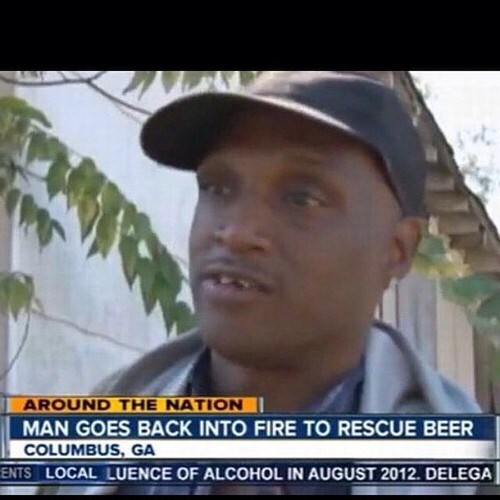 AROUND THE NATION
MAN GOES BACK INTO FIRE TO RESCUE BEER
COLUMBUS, GA
ENTS LOCAL LUENCE OF ALCOHOL IN AUGUST 2012. DELEGA